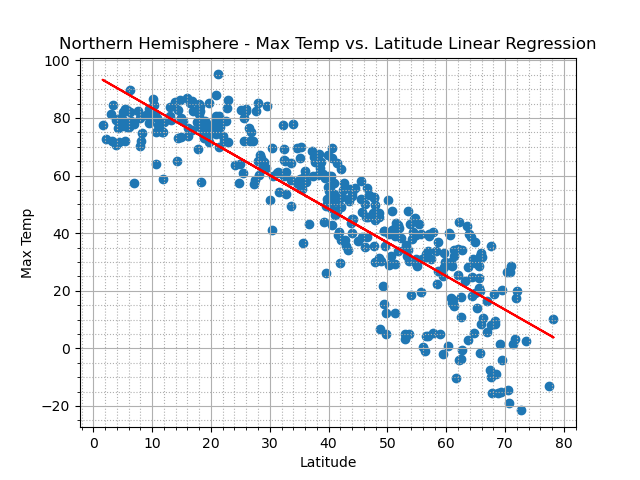 Northern Hemisphere - Max Temp vs. Latitude Linear Regression
100
80
60
40
20
0
−20
Max Temp
0 10 20 30 40 50 60 70 80
Latitude